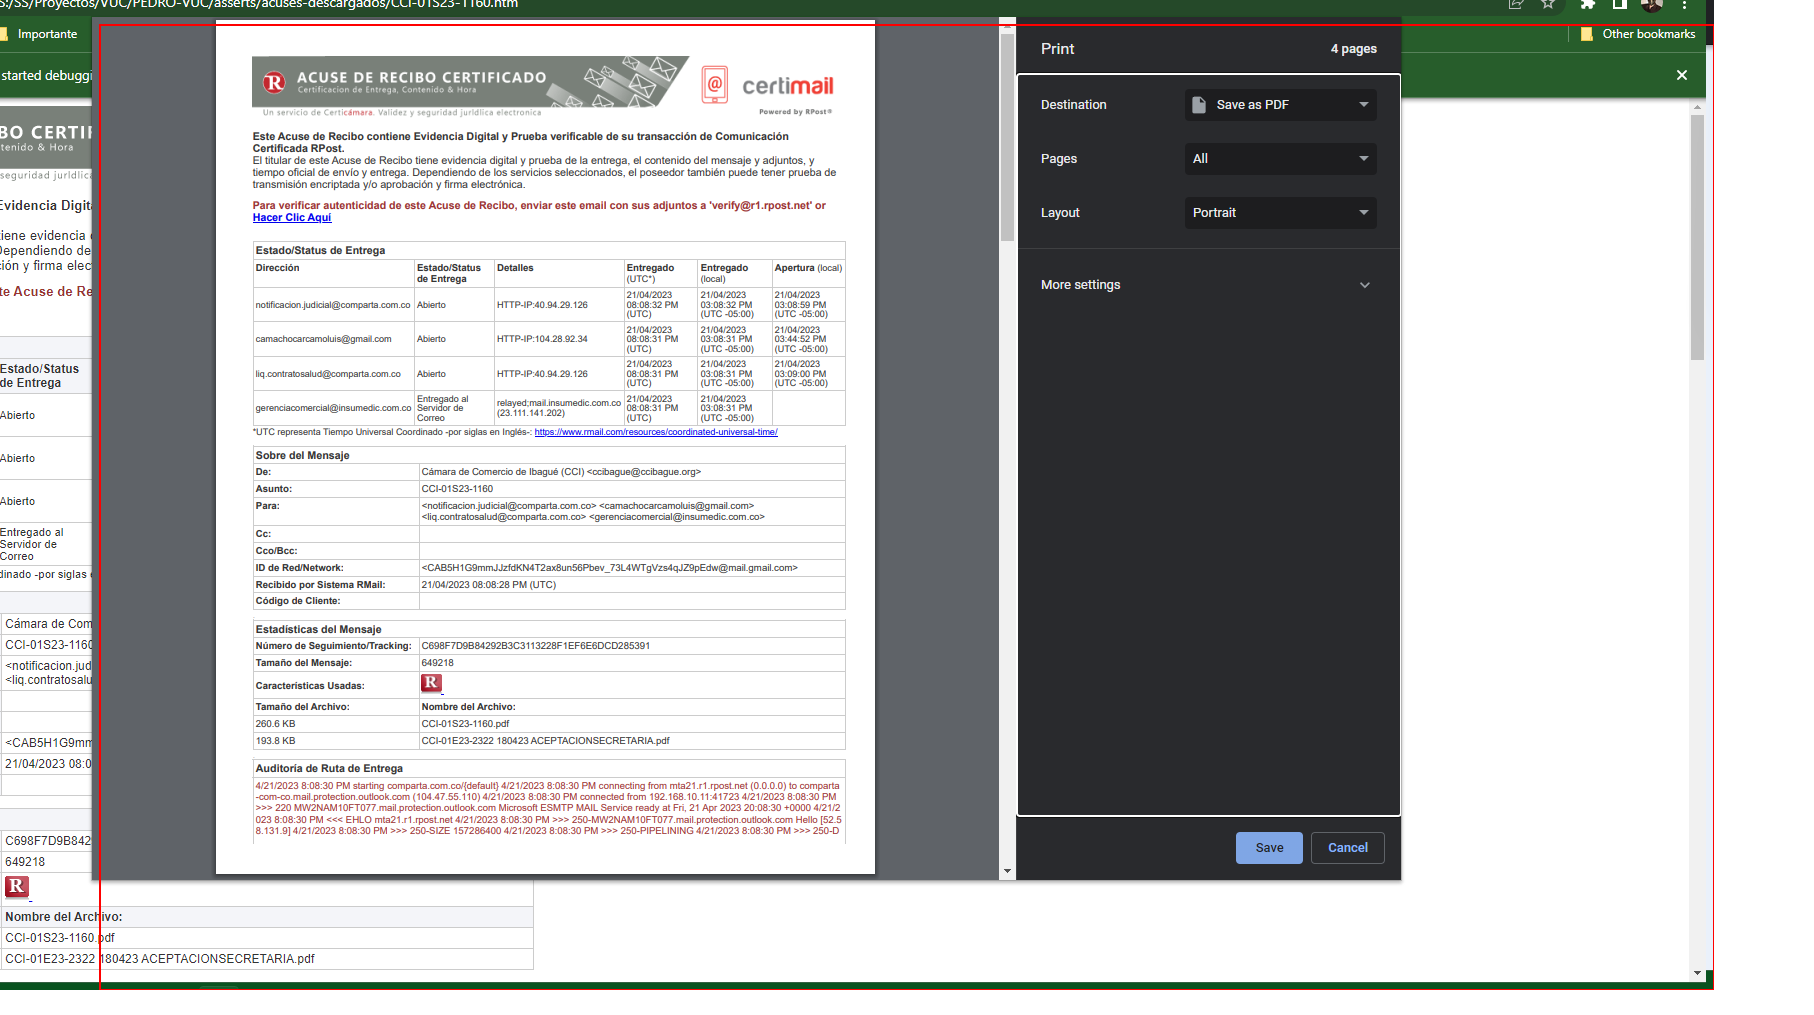 S:/SS/Proyectos/VUC/PEDRO-VUC/asserts/acuses-descargados/CCI-01S23-1160.htm
Importante
Other bookmarks
started debuggi
BO CERTIF
tenido & Hora
seguridad jurídica
Evidencia Digita
iene evidencia
Dependiendo de
ción y firma elec
te Acuse de Re
Estado/Status
de Entrega
Abierto
Abierto
Abierto
Entregado al
Servidor de
Correo
dinado -por siglas e
Cámara de Com
CCI-01S23-1160
<notificacion.jud
<liq.contratosalu
<CAB5H1G9mm
21/04/2023 08:0
C698F7D9B842
649218
R
Nombre del Archivo:
CCI-01S23-1160.pdf
CCI-01E23-2322 180423 ACEPTACIONSECRETARIA.pdf
R ACUSE DE RECIBO CERTIFICADO
Certificacion de Entrega, Contenido & Hora
Un servicio de Certicámara. Validez y seguridad jurídica electronica
@ certimail
Powered by RPost®
Este Acuse de Recibo contiene Evidencia Digital y Prueba verificable de su transacción de Comunicación
Certificada RPost.
El titular de este Acuse de Recibo tiene evidencia digital y prueba de la entrega, el contenido del mensaje y adjuntos, y
tiempo oficial de envío y entrega. Dependiendo de los servicios seleccionados, el poseedor también puede tener prueba de
transmisión encriptada y/o aprobación y firma electrónica.
Para verificar autenticidad de este Acuse de Recibo, enviar este email con sus adjuntos a 'verify@r1.rpost.net' or
Hacer Clic Aquí
Estado/Status de Entrega
Dirección Estado/Status de Entrega Detalles Entregado (UTC*) Entregado (local) Apertura (local)
notificacion.judicial@comparta.com.co Abierto HTTP-IP:40.94.29.126 21/04/2023 08:08:32 PM (UTC) 21/04/2023 03:08:32 PM (UTC -05:00) 21/04/2023 03:08:59 PM (UTC -05:00)
camachocarcamoluis@gmail.com Abierto HTTP-IP:104.28.92.34 21/04/2023 08:08:31 PM (UTC) 21/04/2023 03:08:31 PM (UTC -05:00) 21/04/2023 03:44:52 PM (UTC -05:00)
liq.contratosalud@comparta.com.co Abierto HTTP-IP:40.94.29.126 21/04/2023 08:08:31 PM (UTC) 21/04/2023 03:08:31 PM (UTC -05:00) 21/04/2023 03:09:00 PM (UTC -05:00)
gerenciacomercial@insumedic.com.co Entregado al Servidor de Correo relayed;mail.insumedic.com.co (23.111.141.202) 21/04/2023 08:08:31 PM (UTC) 21/04/2023 03:08:31 PM (UTC -05:00)
*UTC representa Tiempo Universal Coordinado -por siglas en Inglés-: https://www.rmail.com/resources/coordinated-universal-time/
Sobre del Mensaje
De: Cámara de Comercio de Ibagué (CCI) <ccibague@ccibague.org>
Asunto: CCI-01S23-1160
Para: <notificacion.judicial@comparta.com.co> <camachocarcamoluis@gmail.com>
<liq.contratosalud@comparta.com.co> <gerenciacomercial@insumedic.com.co>
Cc:
Cco/Bcc:
ID de Red/Network: <CAB5H1G9mmJJzfdKN4T2ax8un56Pbev_73L4WTgVzs4qJZ9pEdw@mail.gmail.com>
Recibido por Sistema RMail: 21/04/2023 08:08:28 PM (UTC)
Código de Cliente:
Estadísticas del Mensaje
Número de Seguimiento/Tracking: C698F7D9B84292B3C3113228F1EF6E6DCD285391
Tamaño del Mensaje: 649218
Características Usadas: R
Tamaño del Archivo: Nombre del Archivo:
260.6 KB CCI-01S23-1160.pdf
193.8 KB CCI-01E23-2322 180423 ACEPTACIONSECRETARIA.pdf
Auditoría de Ruta de Entrega
4/21/2023 8:08:30 PM starting comparta.com.co/{default} 4/21/2023 8:08:30 PM connecting from mta21.r1.rpost.net (0.0.0.0) to comparta
-com-co.mail.protection.outlook.com (104.47.55.110) 4/21/2023 8:08:30 PM connected from 192.168.10.11:41723 4/21/2023 8:08:30 PM
>>> 220 MW2NAM10FT077.mail.protection.outlook.com Microsoft ESMTP MAIL Service ready at Fri, 21 Apr 2023 20:08:30 +0000 4/21/2
023 8:08:30 PM <<< EHLO mta21.r1.rpost.net 4/21/2023 8:08:30 PM >>> 250-MW2NAM10FT077.mail.protection.outlook.com Hello [52.5
8.131.9] 4/21/2023 8:08:30 PM >>> 250-SIZE 157286400 4/21/2023 8:08:30 PM >>> 250-PIPELINING 4/21/2023 8:08:30 PM >>> 250-D
Print 4 pages
Destination Save as PDF
Pages All
Layout Portrait
More settings
Save Cancel